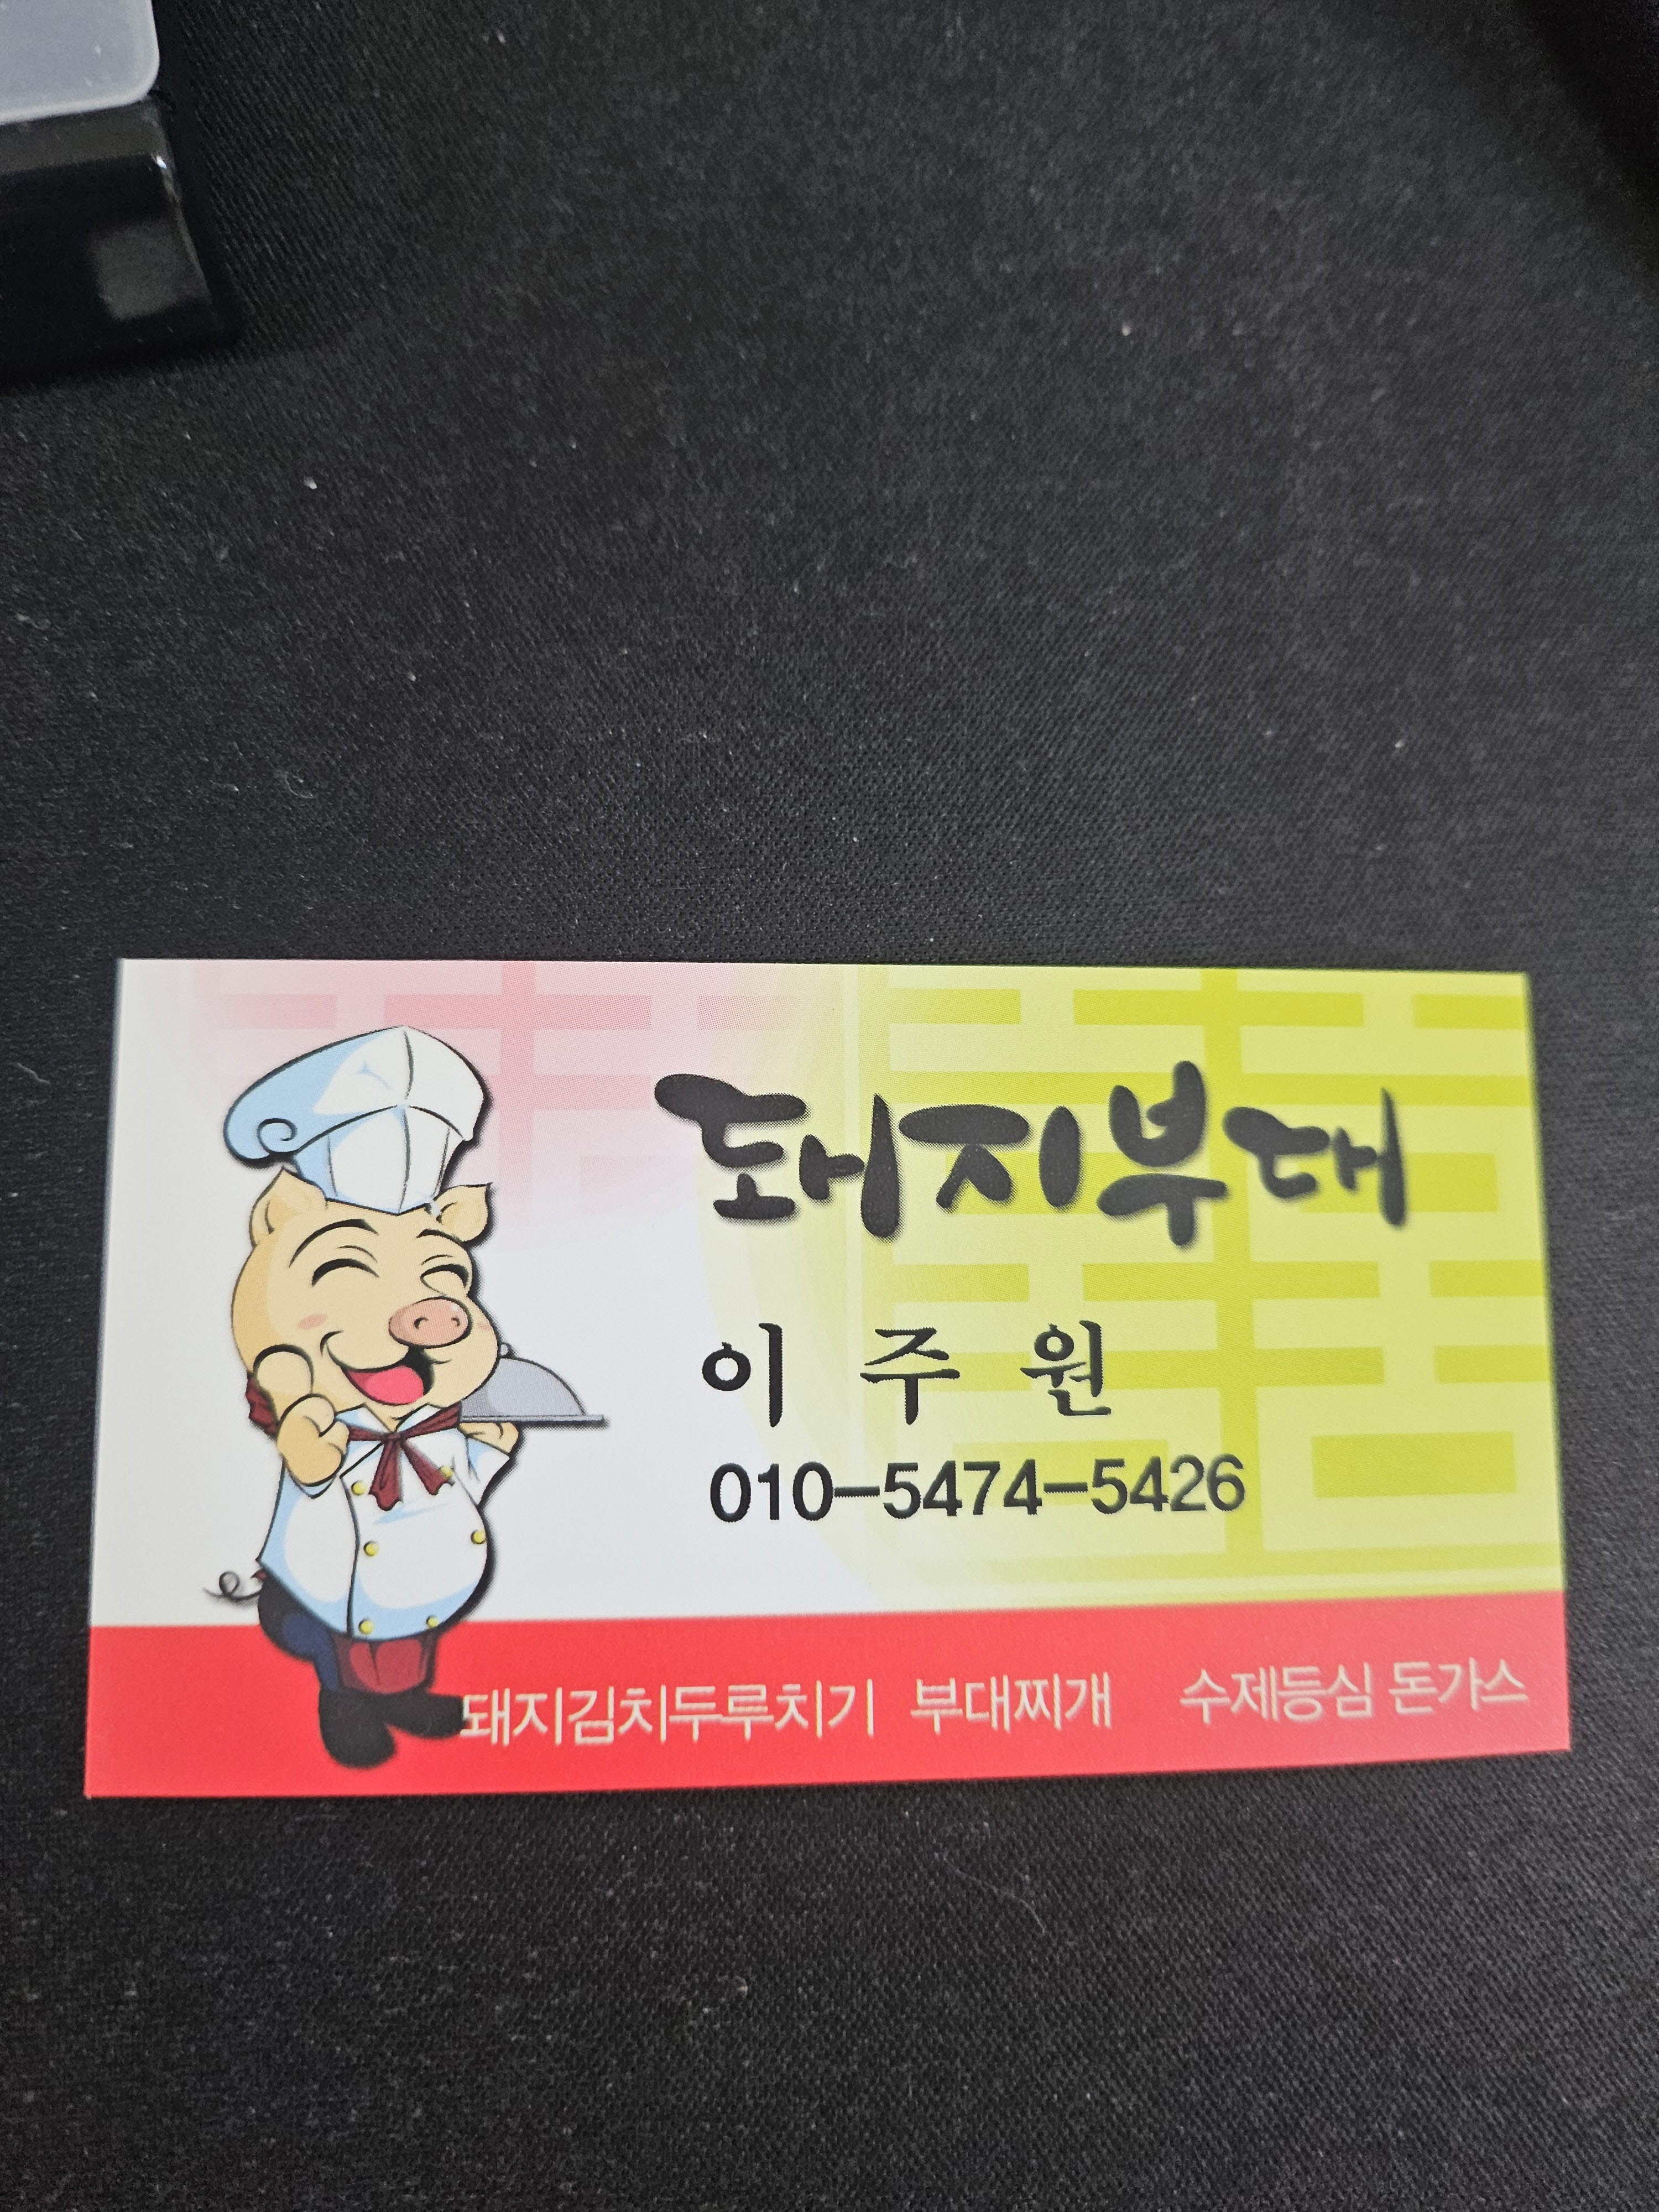 돼지부대
이 주 원
010-5474-5426
돼지김치두루치기 부대찌개 수제등심 돈가스